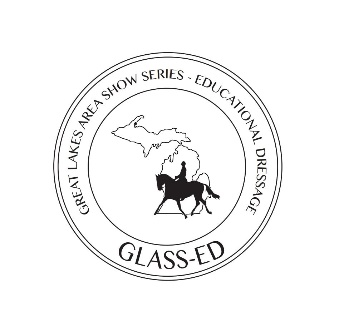 GREAT LAKES AREA SHOW SERIES - EDUCATIONAL DRESSAGE
GLASS-ED